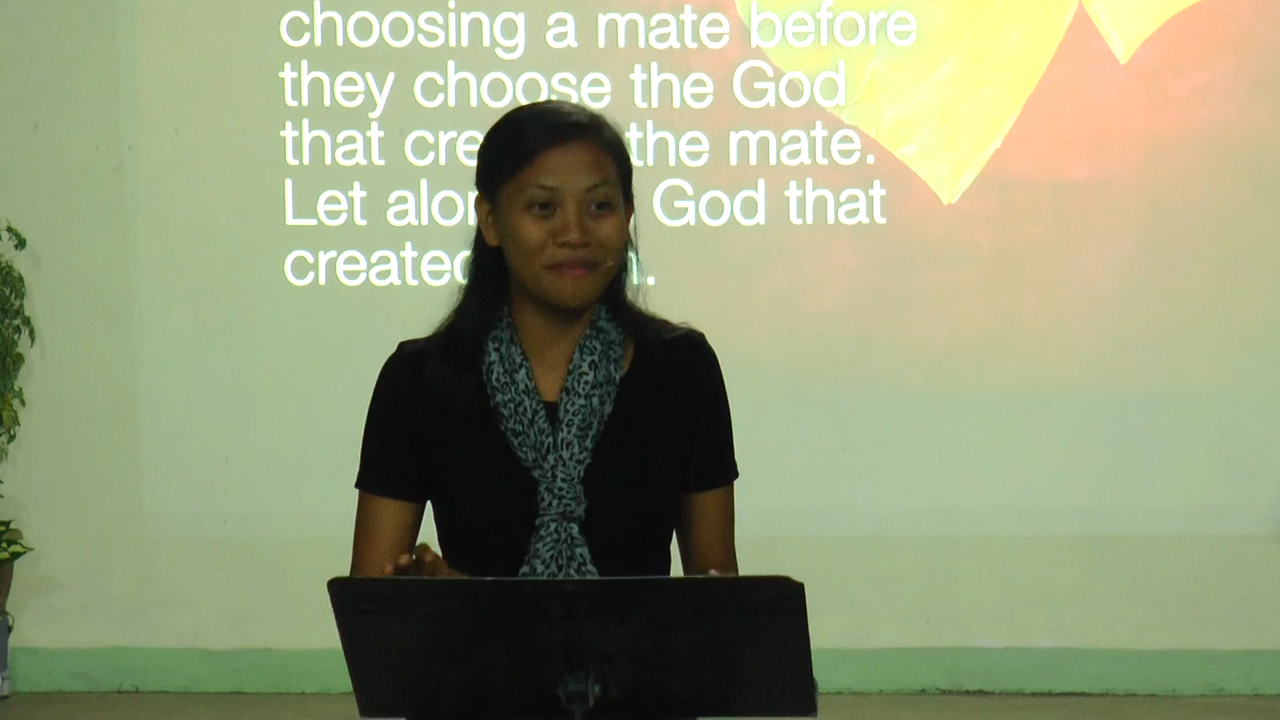 choosing a mate before
they choose the God
that the mate.
Let God that